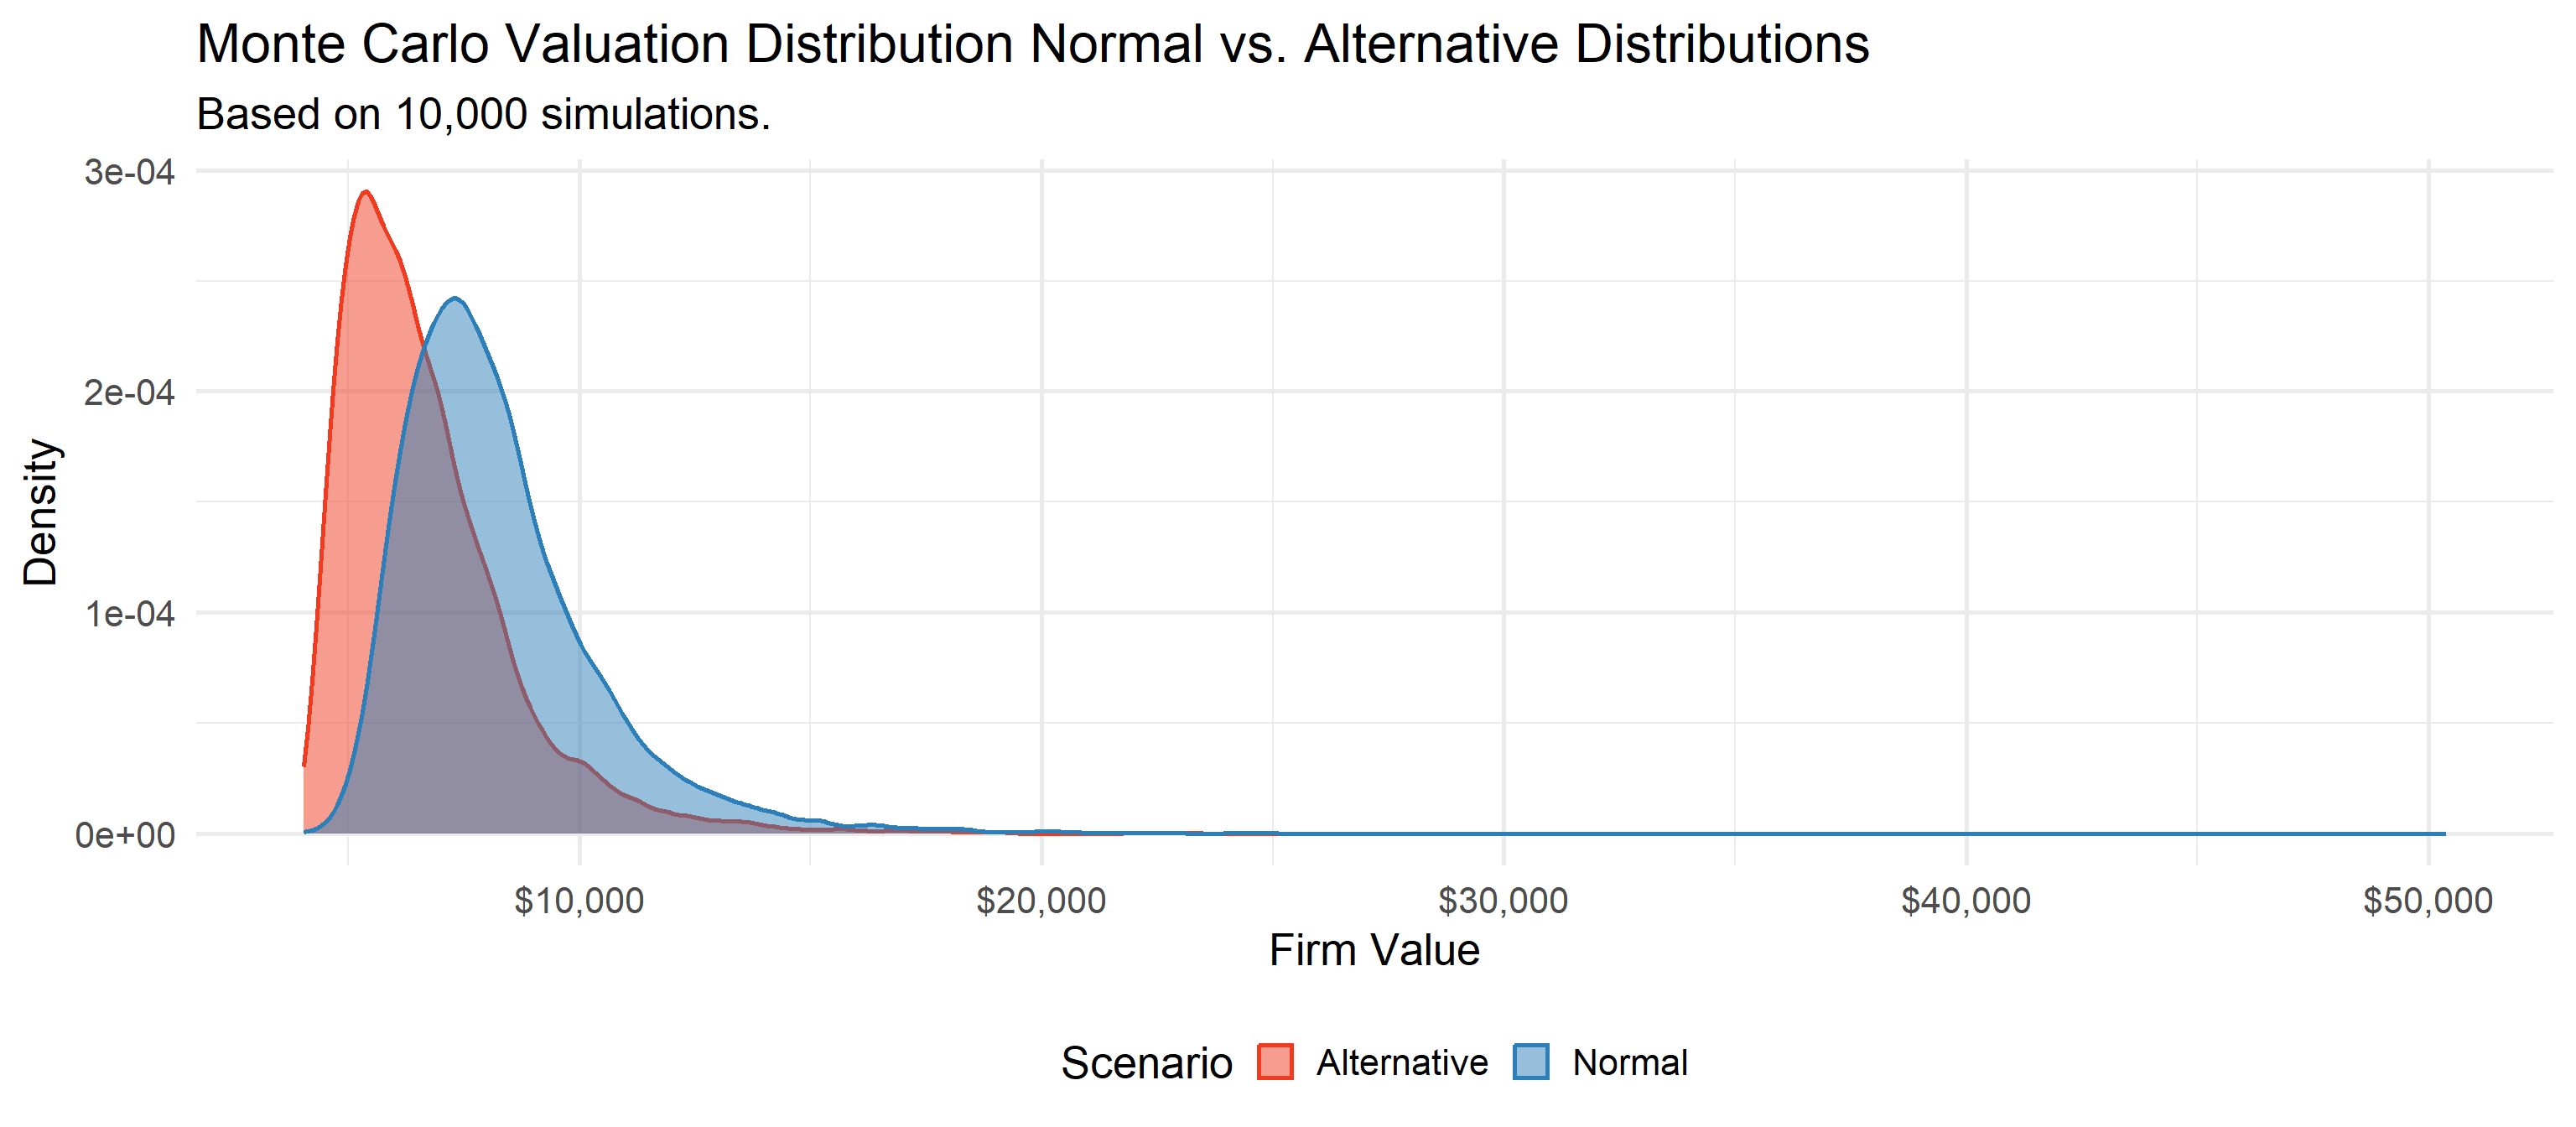 Monte Carlo Valuation Distribution Normal vs. Alternative Distributions
Based on 10,000 simulations.
3e-04
2e-04
1e-04
0e+00
Density
$10,000 $20,000 $30,000 $40,000 $50,000
Firm Value
Scenario Alternative Normal